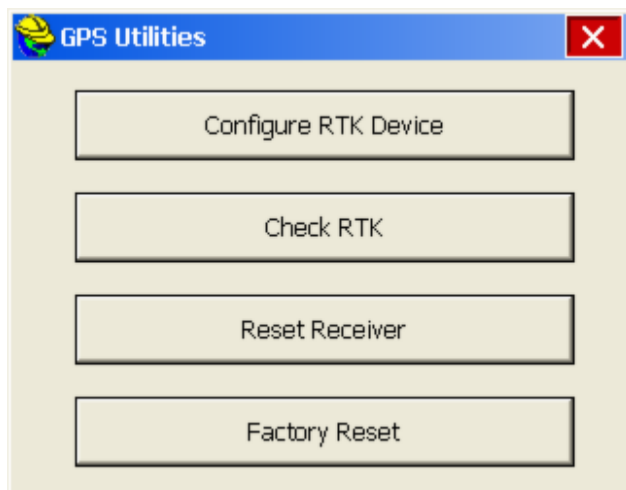 GPS Utilities
Configure RTK Device
Check RTK
Reset Receiver
Factory Reset